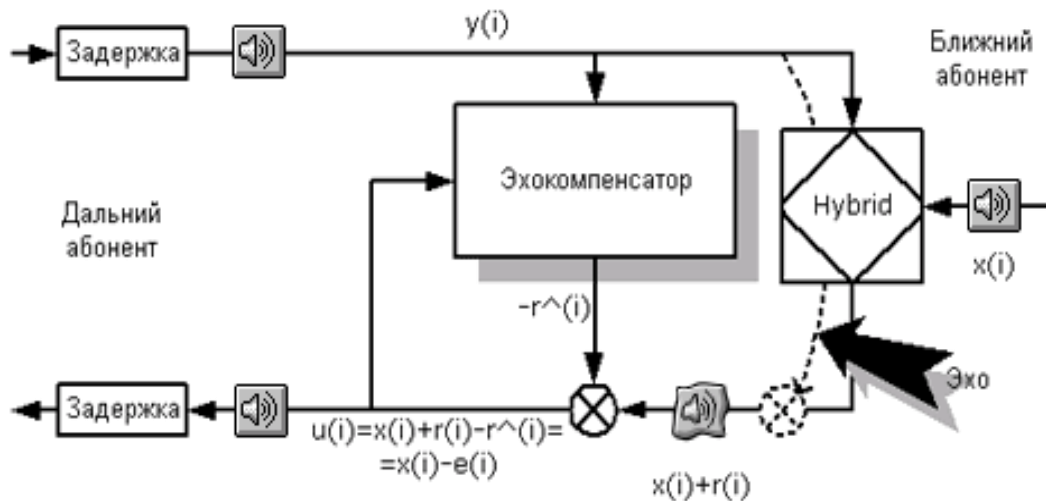 y(i)
Задержка
Ближний
абонент
Эхокомпенсатор
Hybrid
Дальний
абонент
x(i)
-r^(i)
Эхо
Задержка
u(i)=x(i)+r(i)-r^(i)=
=x(i)-e(i)
x(i)+r(i)